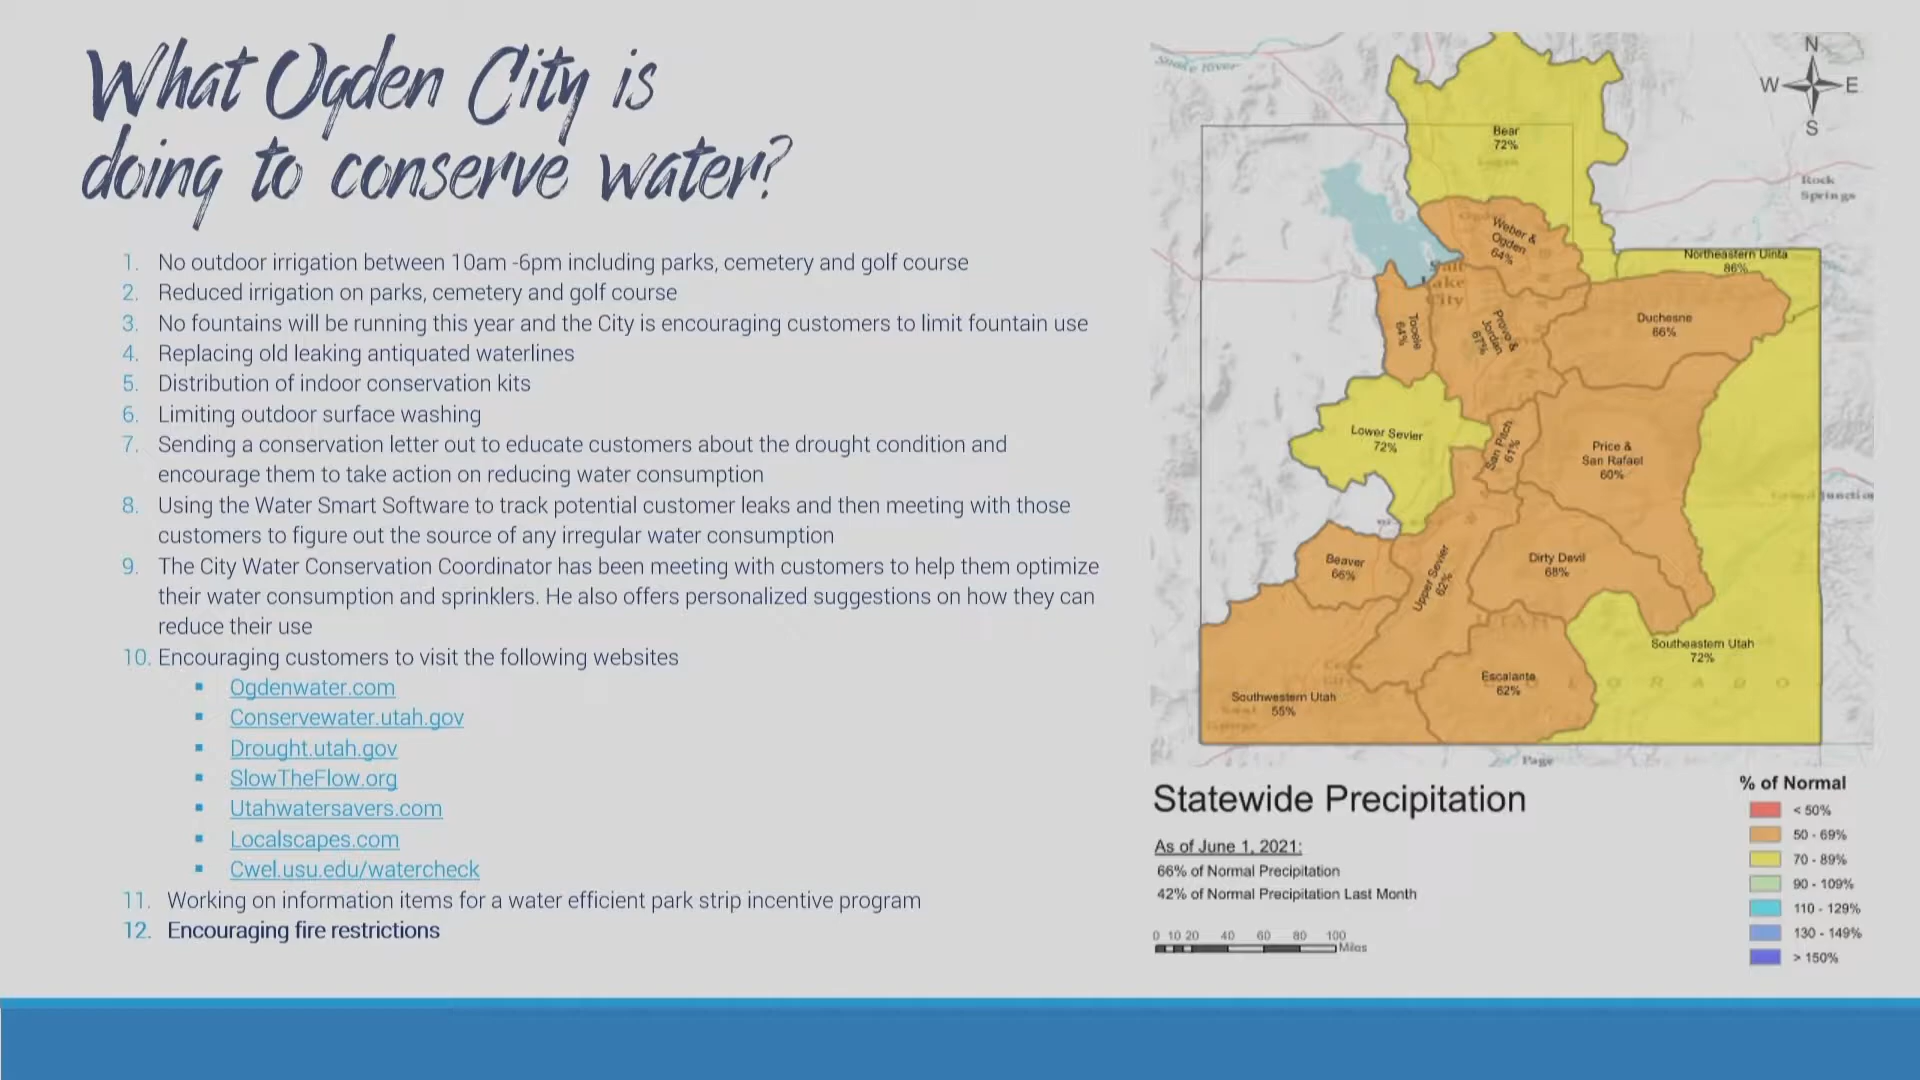 What Ogden City is
doing to conserve water?
1. No outdoor irrigation between 10am -6pm including parks, cemetery and golf course
2. Reduced irrigation on parks, cemetery and golf course
3. No fountains will be running this year and the City is encouraging customers to limit fountain use
4. Replacing old leaking antiquated waterlines
5. Distribution of indoor conservation kits
6. Limiting outdoor surface washing
7. Sending a conservation letter out to educate customers about the drought condition and
encourage them to take action on reducing water consumption
8. Using the Water Smart Software to track potential customer leaks and then meeting with those
customers to figure out the source of any irregular water consumption
9. The City Water Conservation Coordinator has been meeting with customers to help them optimize
their water consumption and sprinklers. He also offers personalized suggestions on how they can
reduce their use
10. Encouraging customers to visit the following websites
▪ Ogdenwater.com
▪ Conservewater.utah.gov
▪ Drought.utah.gov
▪ SlowTheFlow.org
▪ Utahwatersavers.com
▪ Localscapes.com
▪ Cwel.usu.edu/watercheck
11. Working on information items for a water efficient park strip incentive program
12. Encouraging fire restrictions
N
W E
S
Snake River
Bear
72%
Logan
Rock
Springs
Weber &
Ogden
64%
Northeastern Uinta
86%
Salt
Lake
City
Tooele
64%
Provo &
Jordan
67%
Duchesne
66%
Lower Sevier
72%
San Pitch
61%
Price &
San Rafael
60%
Grand Junction
Beaver
66%
Upper Sevier
62%
Dirty Devil
68%
UTAH
Southeastern Utah
72%
Escalante
62%
Southwestern Utah
55%
Page
Statewide Precipitation
As of June 1, 2021:
66% of Normal Precipitation
42% of Normal Precipitation Last Month
0 10 20 40 60 80 100
Miles
% of Normal
< 50%
50 - 69%
70 - 89%
90 - 109%
110 - 129%
130 - 149%
> 150%